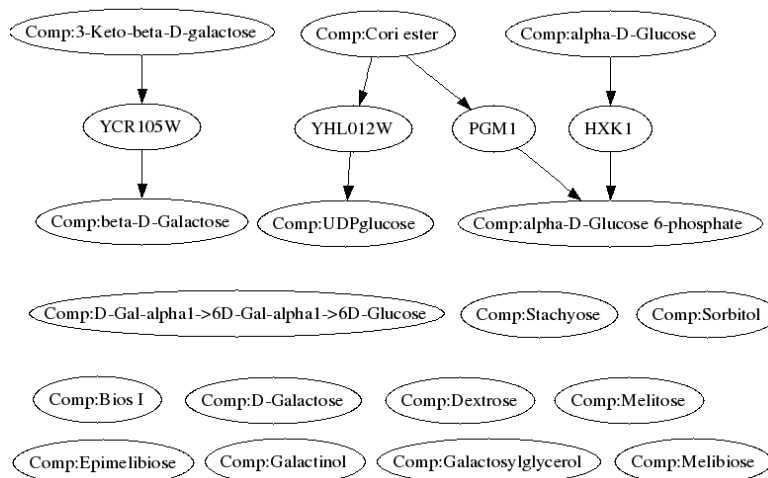 Comp:3-Keto-beta-D-galactose
Comp:Cori ester
Comp:alpha-D-Glucose
YCR105W
YHL012W
PGM1
HXK1
Comp:beta-D-Galactose
Comp:UDPglucose
Comp:alpha-D-Glucose 6-phosphate
Comp:D-Gal-alpha1->6D-Gal-alpha1->6D-Glucose
Comp:Stachyose
Comp:Sorbitol
Comp:Bios I
Comp:D-Galactose
Comp:Dextrose
Comp:Melitose
Comp:Epimelibiose
Comp:Galactinol
Comp:Galactosylglycerol
Comp:Melibiose